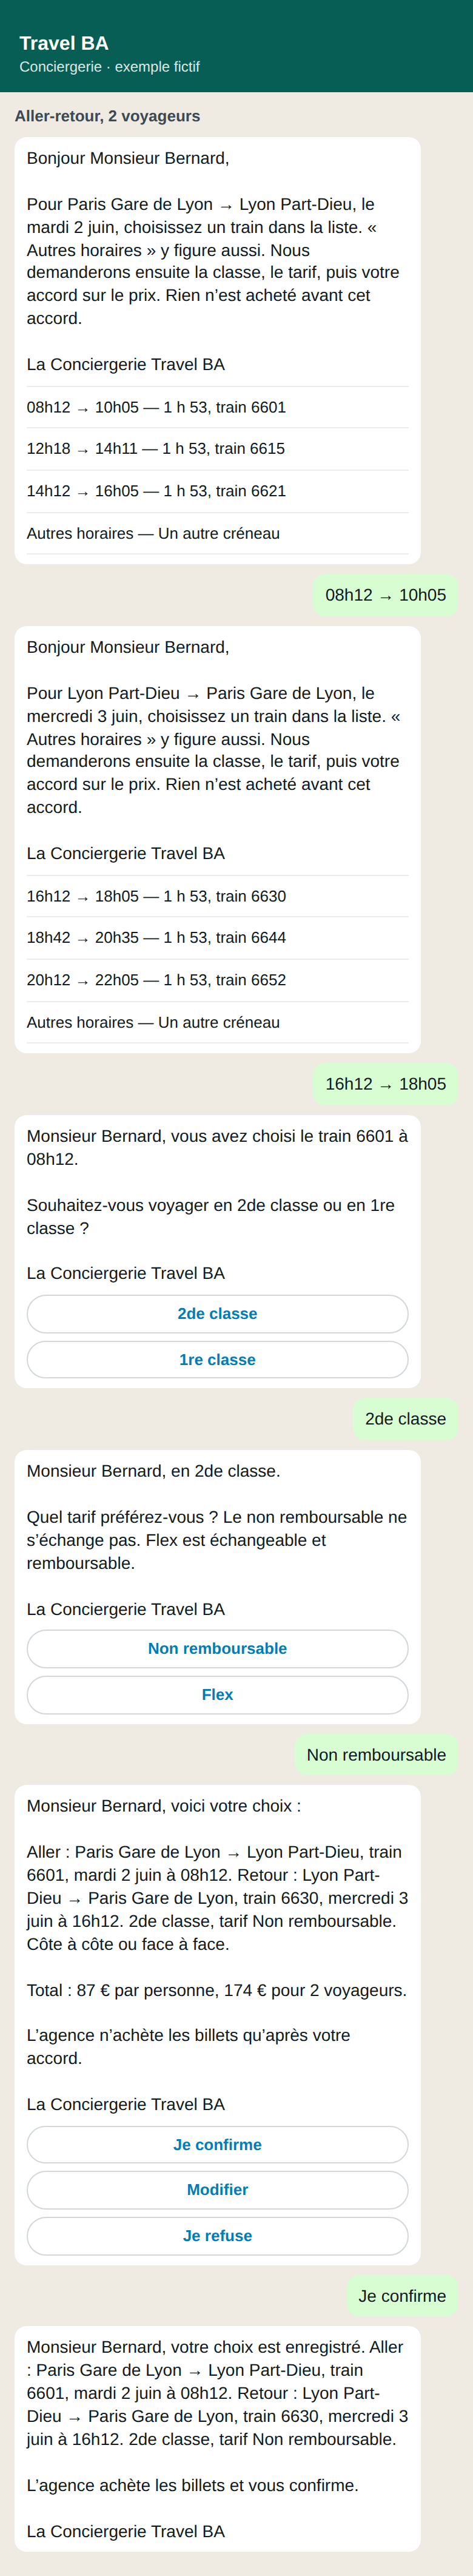 Travel BA
Conciergerie · exemple fictif
Aller-retour, 2 voyageurs
Bonjour Monsieur Bernard,
Pour Paris Gare de Lyon → Lyon Part-Dieu, le
mardi 2 juin, choisissez un train dans la liste. «
Autres horaires » y figure aussi. Nous
demanderons ensuite la classe, le tarif, puis votre
accord sur le prix. Rien n’est acheté avant cet
accord.
La Conciergerie Travel BA
08h12 → 10h05 — 1 h 53, train 6601
12h18 → 14h11 — 1 h 53, train 6615
14h12 → 16h05 — 1 h 53, train 6621
Autres horaires — Un autre créneau
08h12 → 10h05
Bonjour Monsieur Bernard,
Pour Lyon Part-Dieu → Paris Gare de Lyon, le
mercredi 3 juin, choisissez un train dans la liste. «
Autres horaires » y figure aussi. Nous
demanderons ensuite la classe, le tarif, puis votre
accord sur le prix. Rien n’est acheté avant cet
accord.
La Conciergerie Travel BA
16h12 → 18h05 — 1 h 53, train 6630
18h42 → 20h35 — 1 h 53, train 6644
20h12 → 22h05 — 1 h 53, train 6652
Autres horaires — Un autre créneau
16h12 → 18h05
Monsieur Bernard, vous avez choisi le train 6601 à
08h12.
Souhaitez-vous voyager en 2de classe ou en 1re
classe ?
La Conciergerie Travel BA
2de classe
1re classe
2de classe
Monsieur Bernard, en 2de classe.
Quel tarif préférez-vous ? Le non remboursable ne
s’échange pas. Flex est échangeable et
remboursable.
La Conciergerie Travel BA
Non remboursable
Flex
Non remboursable
Monsieur Bernard, voici votre choix :
Aller : Paris Gare de Lyon → Lyon Part-Dieu, train
6601, mardi 2 juin à 08h12. Retour : Lyon Part-
Dieu → Paris Gare de Lyon, train 6630, mercredi 3
juin à 16h12. 2de classe, tarif Non remboursable.
Côte à côte ou face à face.
Total : 87 € par personne, 174 € pour 2 voyageurs.
L’agence n’achète les billets qu’après votre
accord.
La Conciergerie Travel BA
Je confirme
Modifier
Je refuse
Je confirme
Monsieur Bernard, votre choix est enregistré. Aller
: Paris Gare de Lyon → Lyon Part-Dieu, train
6601, mardi 2 juin à 08h12. Retour : Lyon Part-
Dieu → Paris Gare de Lyon, train 6630, mercredi 3
juin à 16h12. 2de classe, tarif Non remboursable.
L’agence achète les billets et vous confirme.
La Conciergerie Travel BA